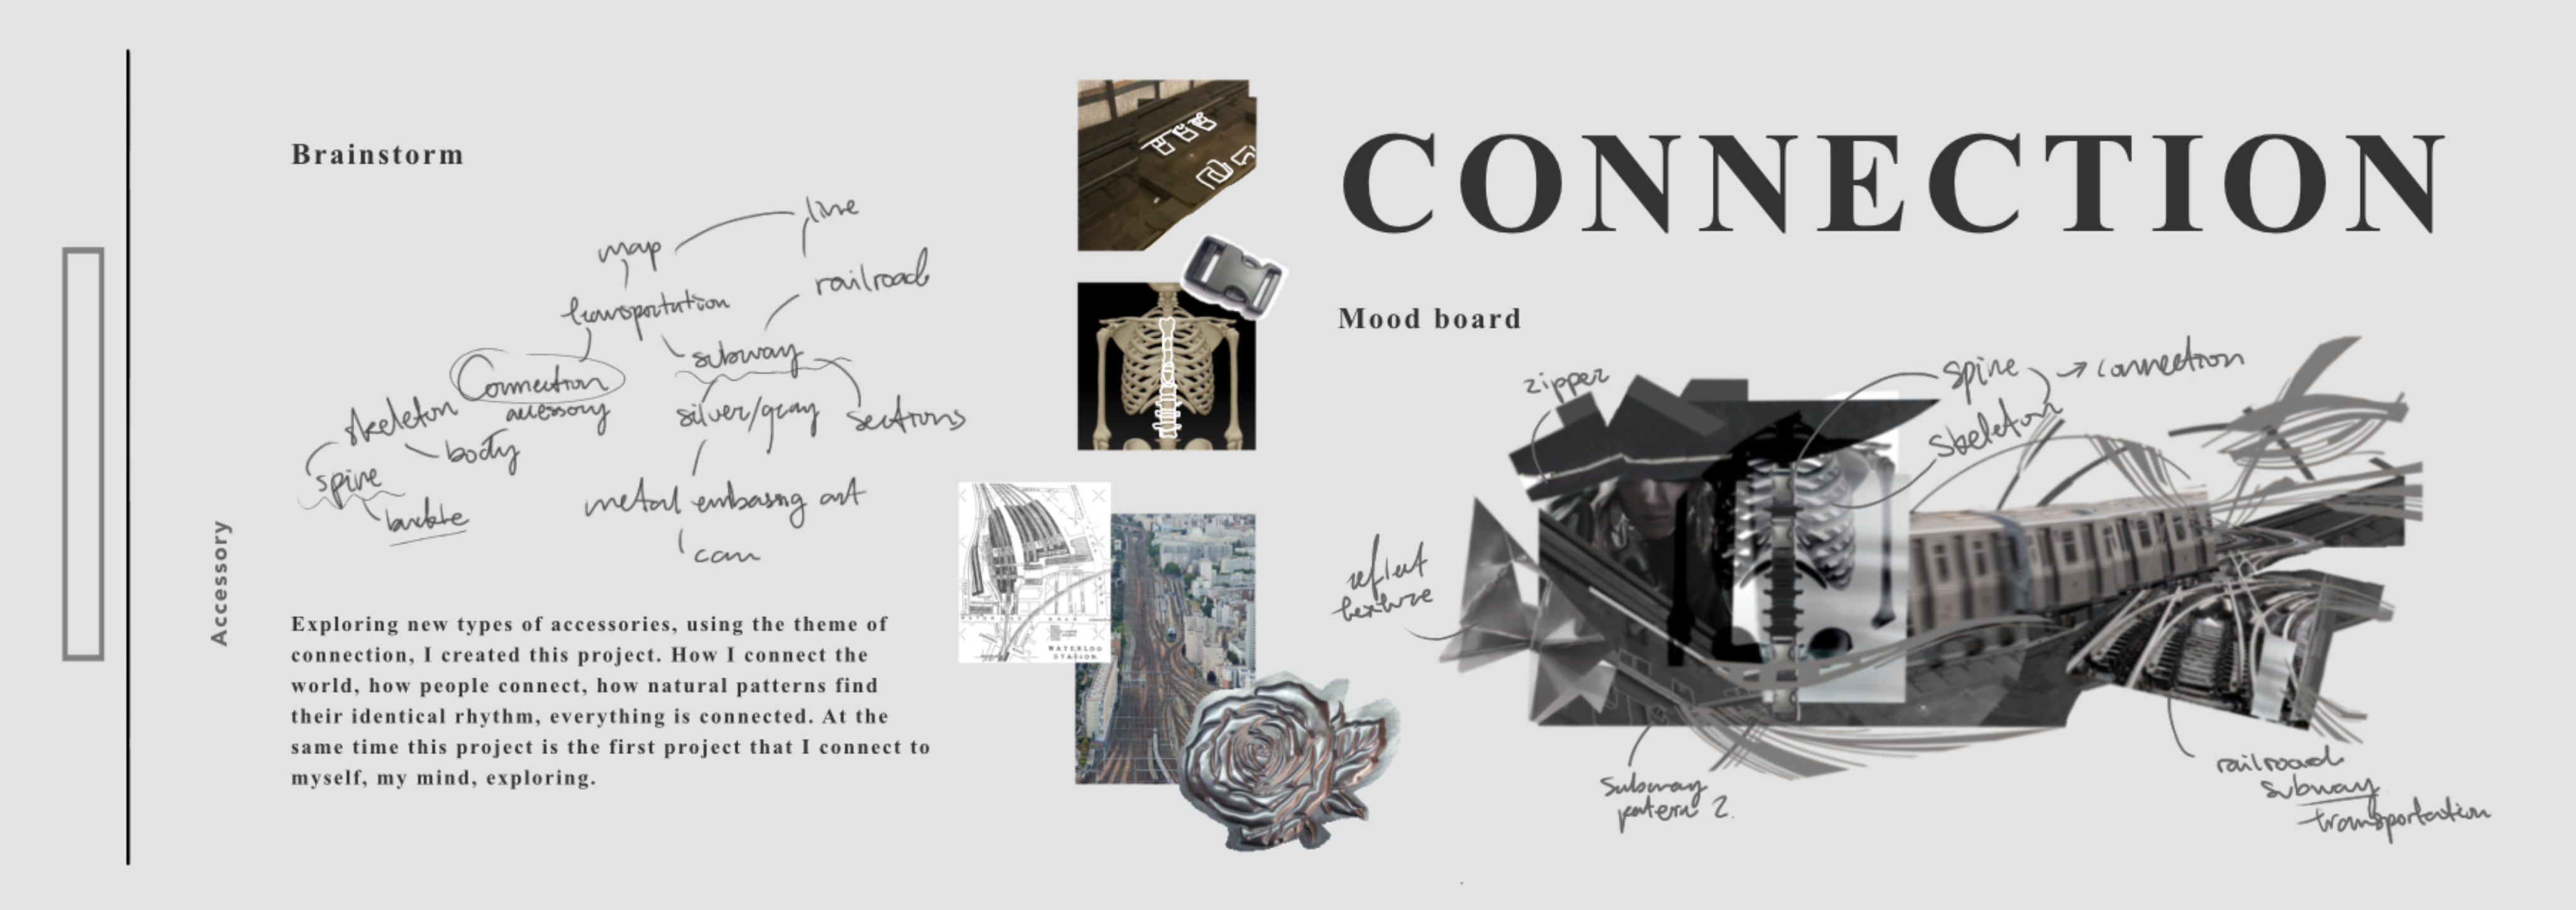 Brainstorm
line
map
railroad
transportation
subway
Connection
accessory
skeleton
silver/gray
sections
body
spine
buckle
metal embassng art
can
Accessory
Exploring new types of accessories, using the theme of
connection, I created this project. How I connect the
world, how people connect, how natural patterns find
their identical rhythm, everything is connected. At the
same time this project is the first project that I connect to
myself, my mind, exploring.
WATERLOO
STATION
CONNECTION
Mood board
zipper
spine → connection
skeleton
texture
Subway
patern 2.
railroad
subway
transportation